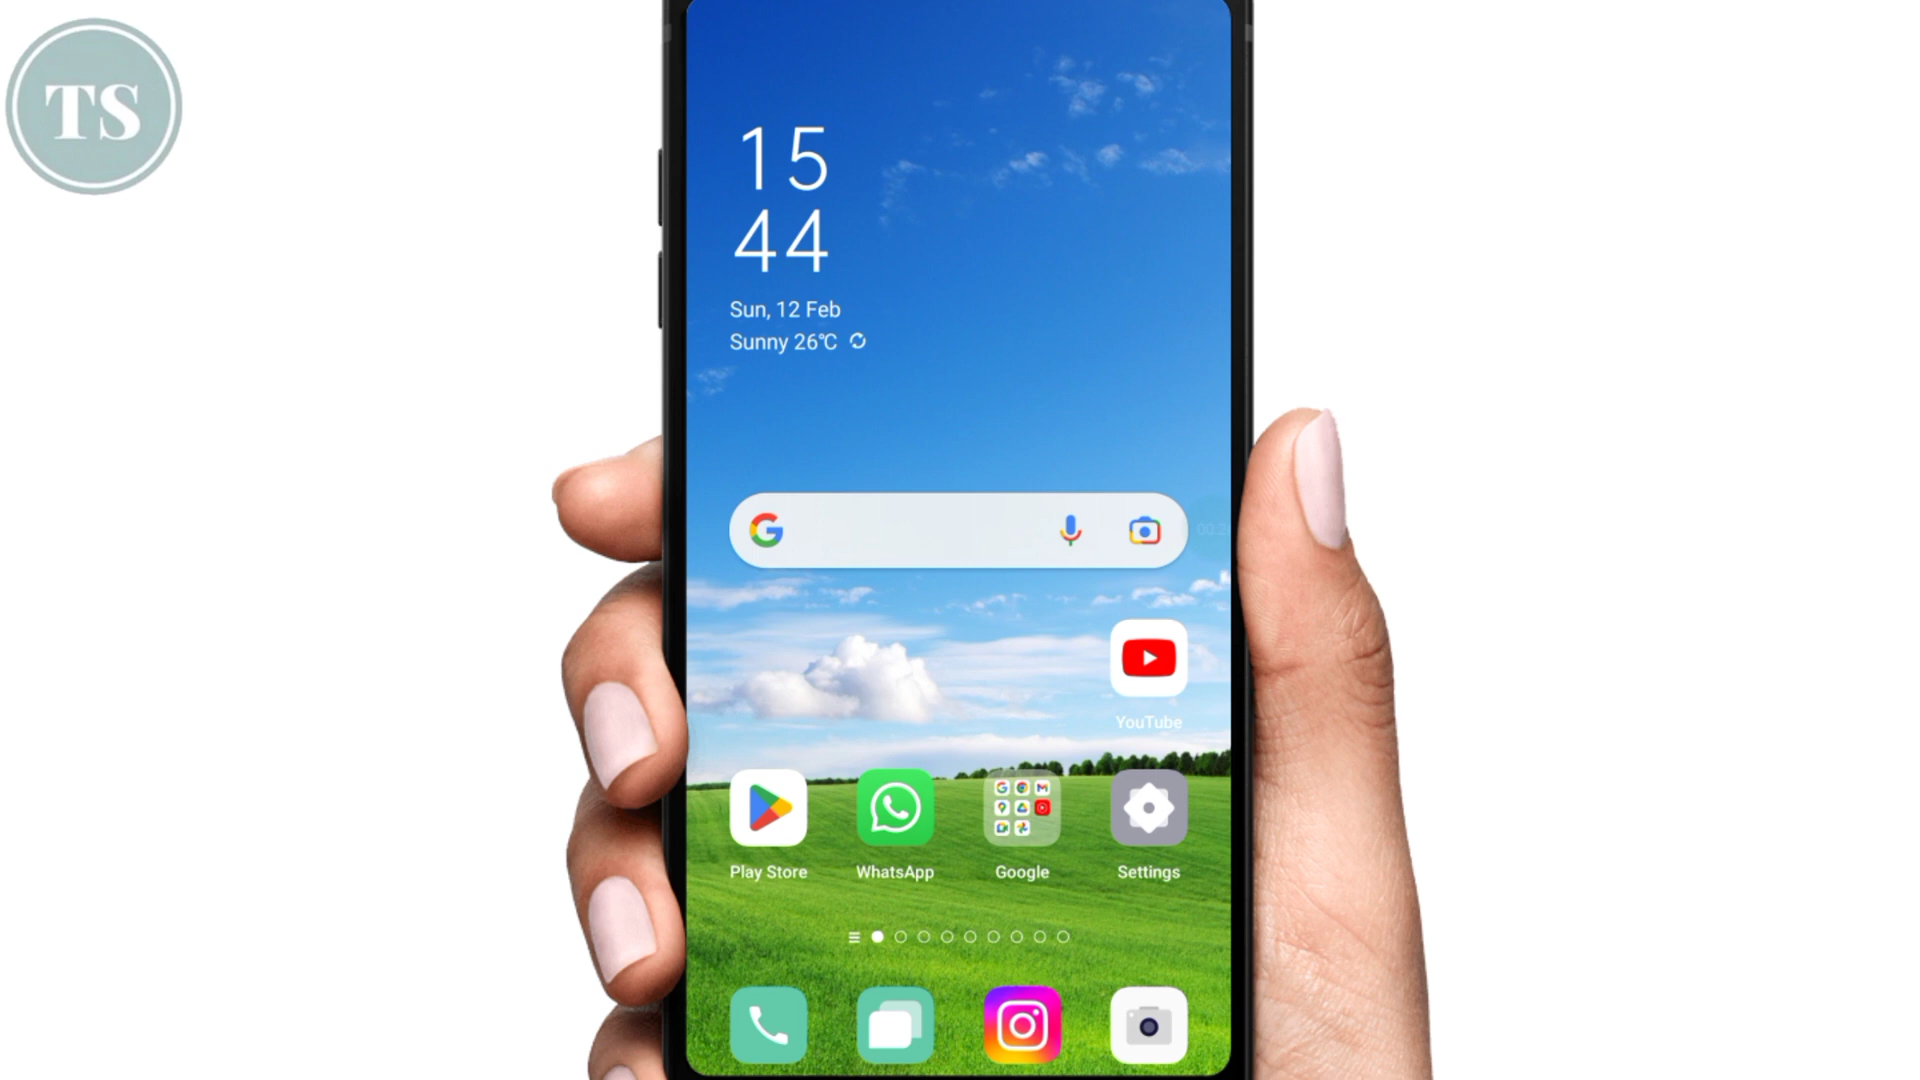 TS
15
44
Sun, 12 Feb
Sunny 26°C
YouTube
Play Store
WhatsApp
Google
Settings